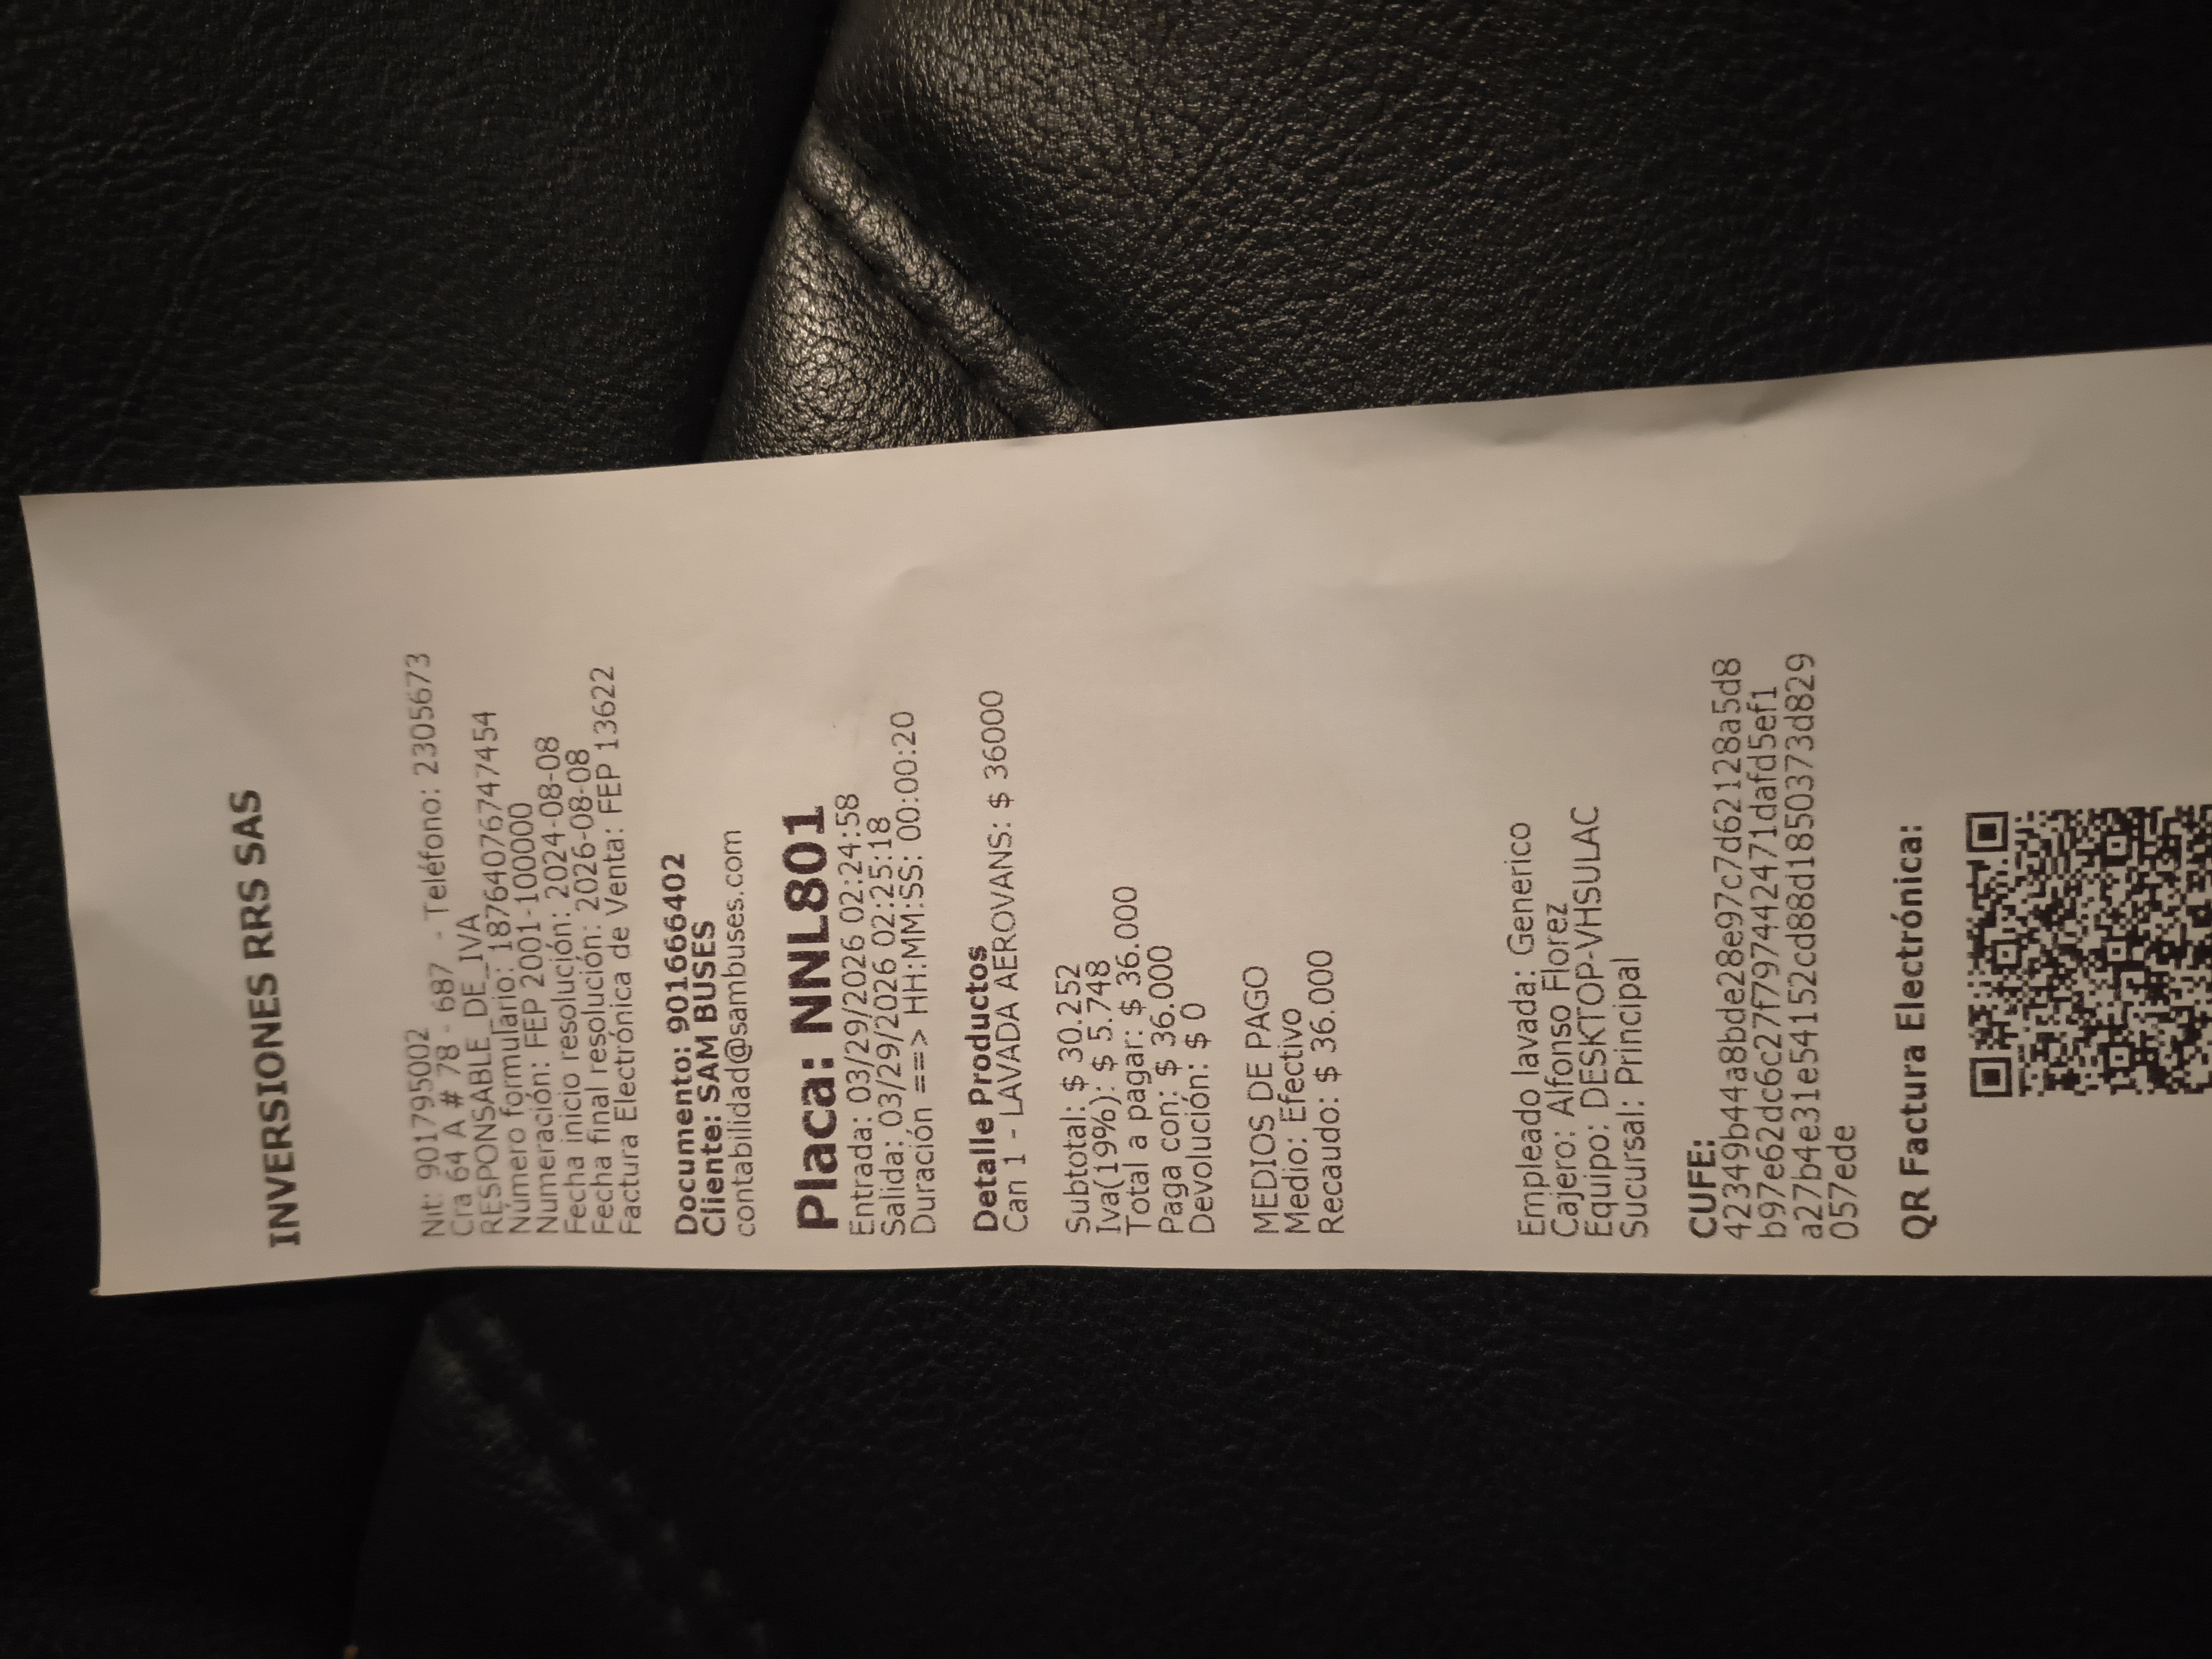 INVERSIONES RRS SAS
Nit: 901795002
Cra 64 A # 78 - 687 - Teléfono: 2305673
RESPONSABLE_DE_IVA
Número formulario: 18764076747454
Numeración: FEP 2001-100000
Fecha inicio resolución: 2024-08-08
Fecha final resolución: 2026-08-08
Factura Electrónica de Venta: FEP 13622
Documento: 901666402
Cliente: SAM BUSES
contabilidad@sambuses.com
Placa: NNL801
Entrada: 03/29/2026 02:24:58
Salida: 03/29/2026 02:25:18
Duración ==> HH:MM:SS: 00:00:20
Detalle Productos
Can 1 - LAVADA AEROVANS: $ 36000
Subtotal: $ 30.252
Iva(19%): $ 5.748
Total a pagar: $ 36.000
Paga con: $ 36.000
Devolución: $ 0
MEDIOS DE PAGO
Medio: Efectivo
Recaudo: $ 36.000
Empleado lavada: Generico
Cajero: Alfonso Florez
Equipo: DESKTOP-VHSULAC
Sucursal: Principal
CUFE:
42349b44a8bde28e97c7d62128a5d8
b97e62dc6c27f7974424​71dafd5ef1
a27b4e31e54152cd88d1850373d829
057ede
QR Factura Electrónica: